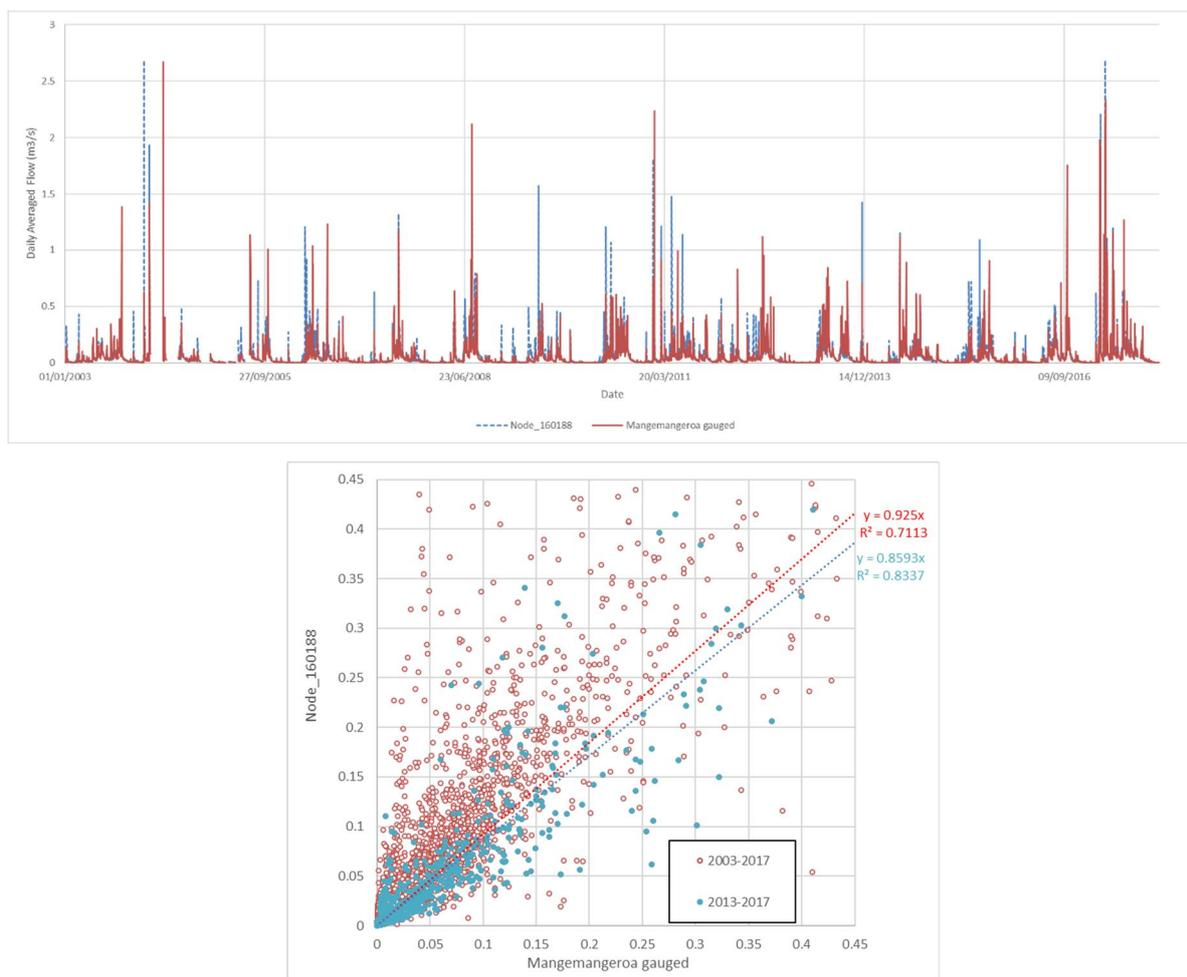 3
2.5
2
1.5
1
0.5
0
Daily Averaged Flow (m3/s)
01/01/2003 27/09/2005 23/06/2008 20/03/2011 14/12/2013 09/09/2016
Date
Node_160188 Mangemangeroa gauged
0.45
0.4
0.35
0.3
0.25
0.2
0.15
0.1
0.05
0
Node_160188
y = 0.925x
R² = 0.7113
y = 0.8593x
R² = 0.8337
2003-2017
2013-2017
0 0.05 0.1 0.15 0.2 0.25 0.3 0.35 0.4 0.45
Mangemangeroa gauged